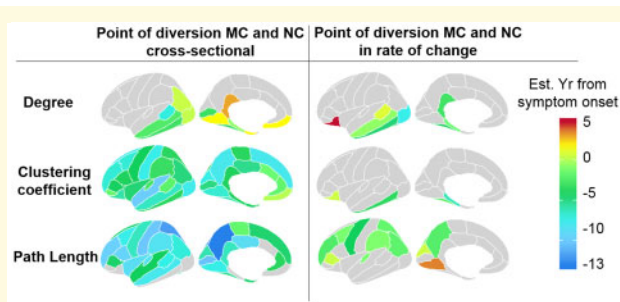 Point of diversion MC and NC
cross-sectional
Point of diversion MC and NC
in rate of change
Est. Yr from
symptom onset
Degree
Clustering
coefficient
Path Length
5
0
-5
-10
-13